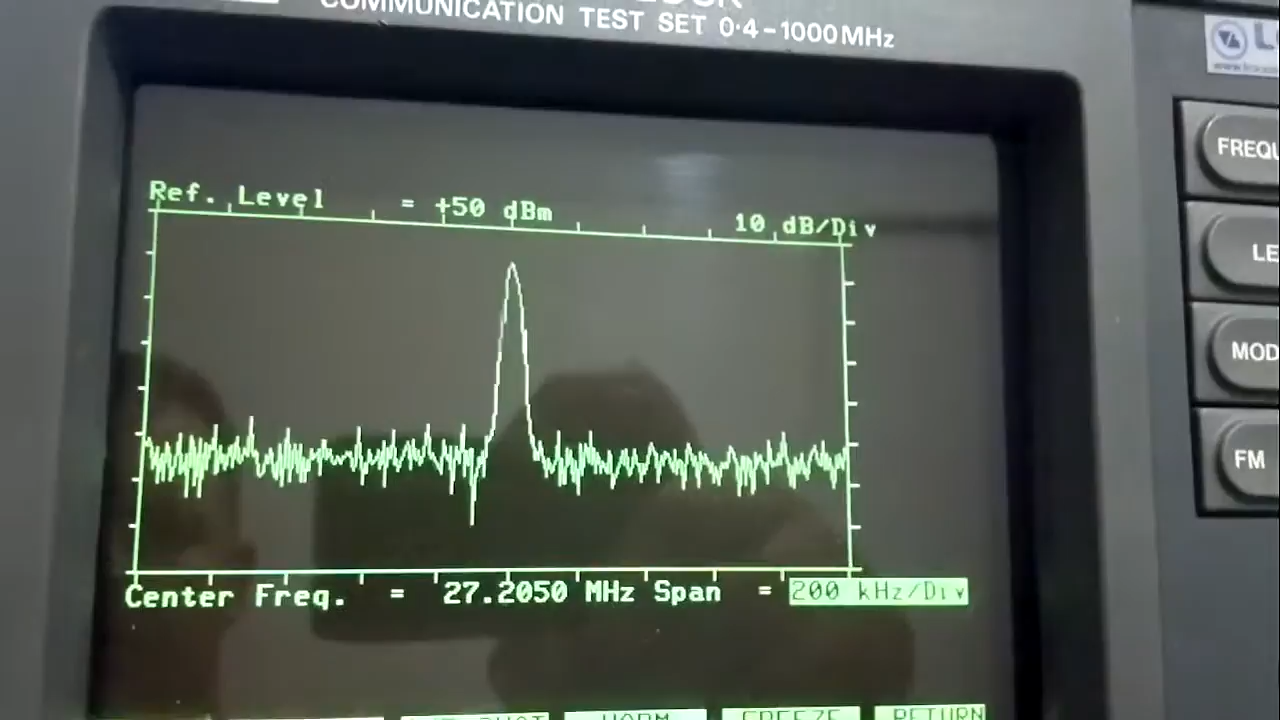 COMMUNICATION TEST SET 0·4-1000MHz
Ref. Level = +50 dBm 10 dB/Div
Center Freq. = 27.2050 MHz Span = 200 kHz/Div
FREEZE RETURN
MOD
FM